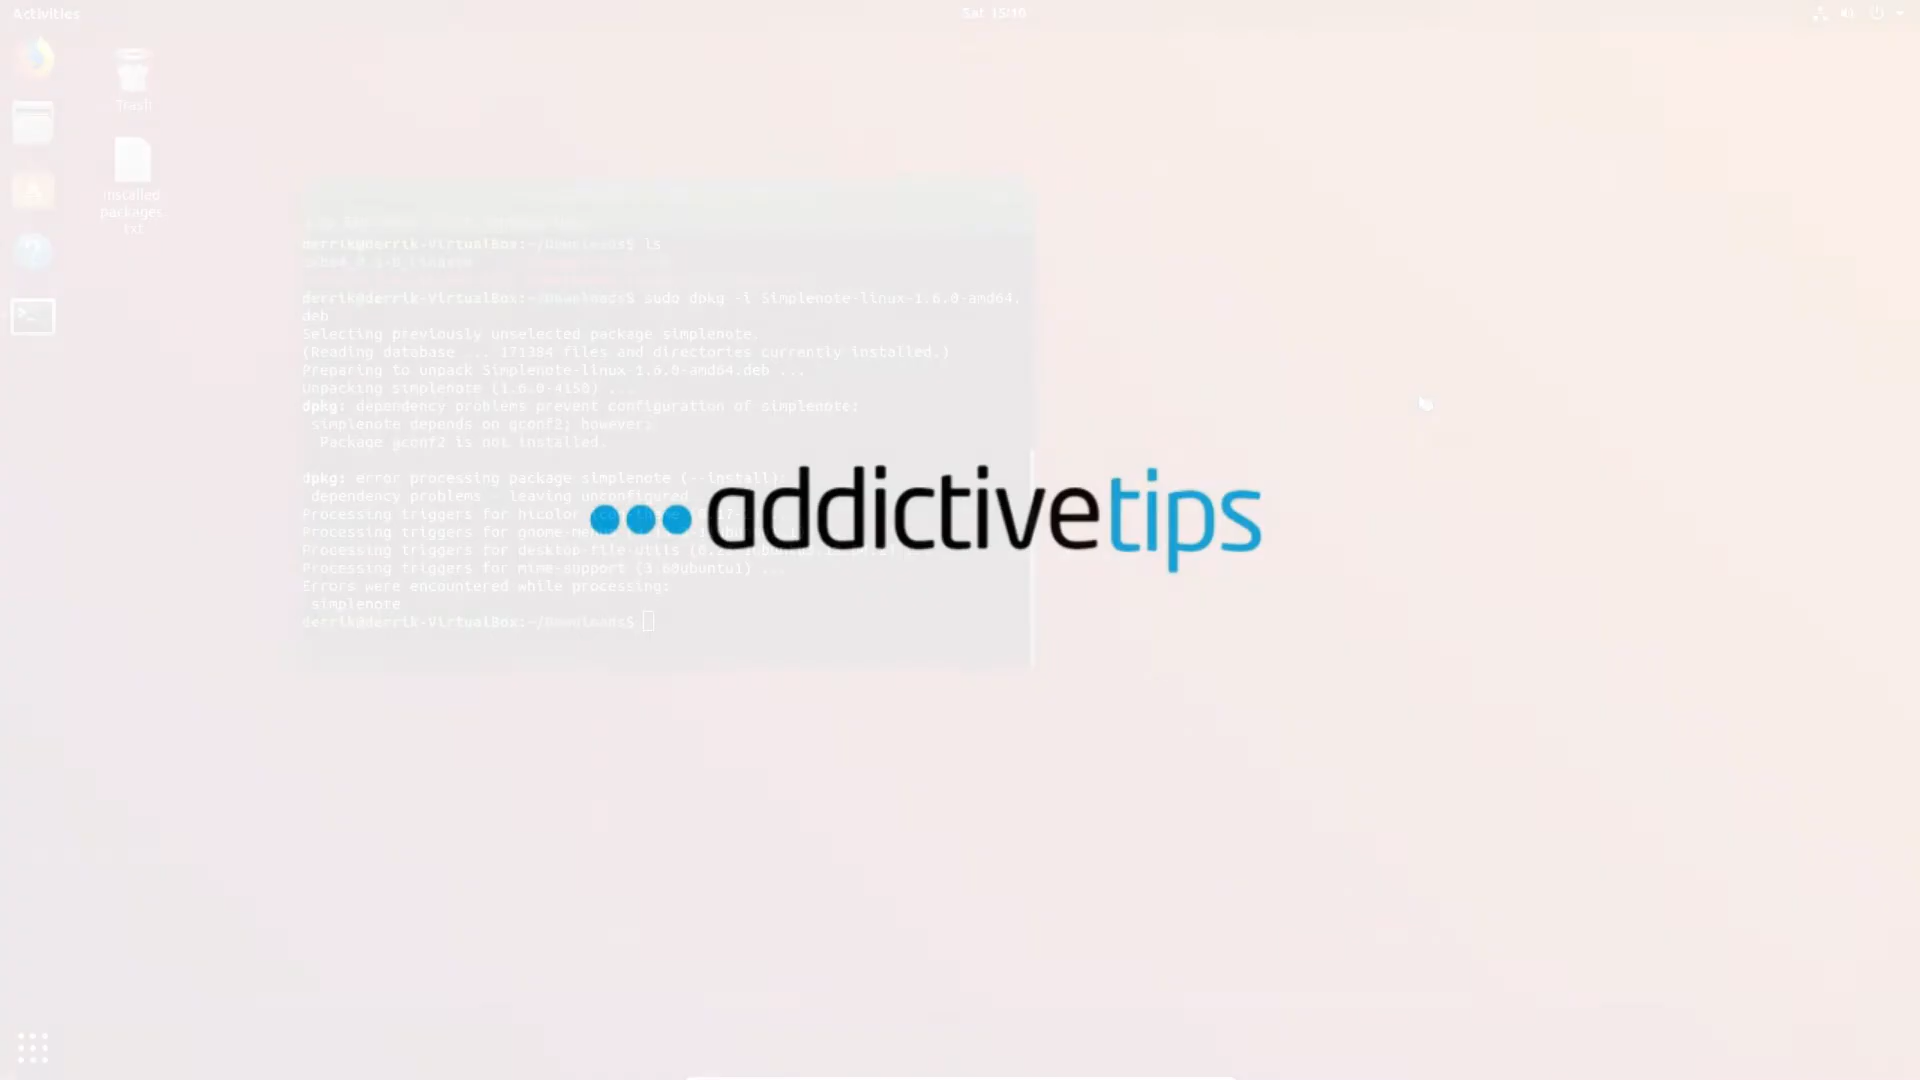 Activities
Sat 15:10
Trash
installed
packages.
txt
derrik@derrik-VirtualBox:~/Downloads$ ls
derrik@derrik-VirtualBox:~/Downloads$ sudo dpkg -i Simplenote-linux-1.6.0-amd64.
deb
Selecting previously unselected package simplenote.
(Reading database ... 171384 files and directories currently installed.)
Preparing to unpack Simplenote-linux-1.6.0-amd64.deb ...
Unpacking simplenote (1.6.0-4150) ...
dpkg: dependency problems prevent configuration of simplenote:
simplenote depends on gconf2; however:
Package gconf2 is not installed.
dpkg: error processing package simplenote (--install):
dependency problems - leaving unconfigured
addictivetips
Processing triggers for hicolor
Processing triggers for gnome-menus
Processing triggers for desktop-file-utils
Processing triggers for mime-support (3.60ubuntu1) ...
Errors were encountered while processing:
simplenote
derrik@derrik-VirtualBox:~/Downloads$